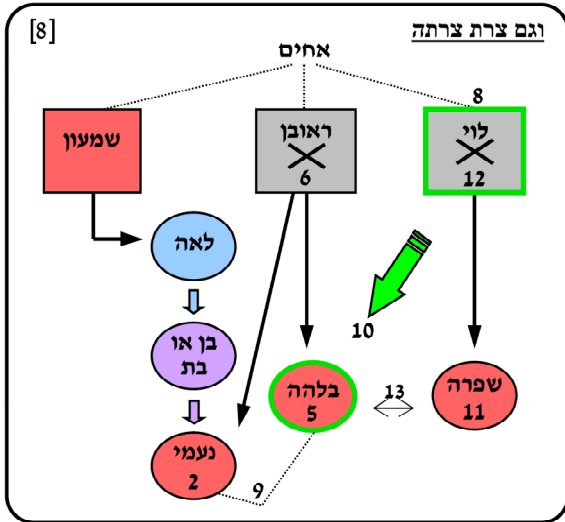 וגם צרת צרתה
[8]
אחים
8
לוי
12
ראובן
6
שמעון
לאה
10
בן או
בת
בלהה
5
13
שפרה
11
נעמי
2
9